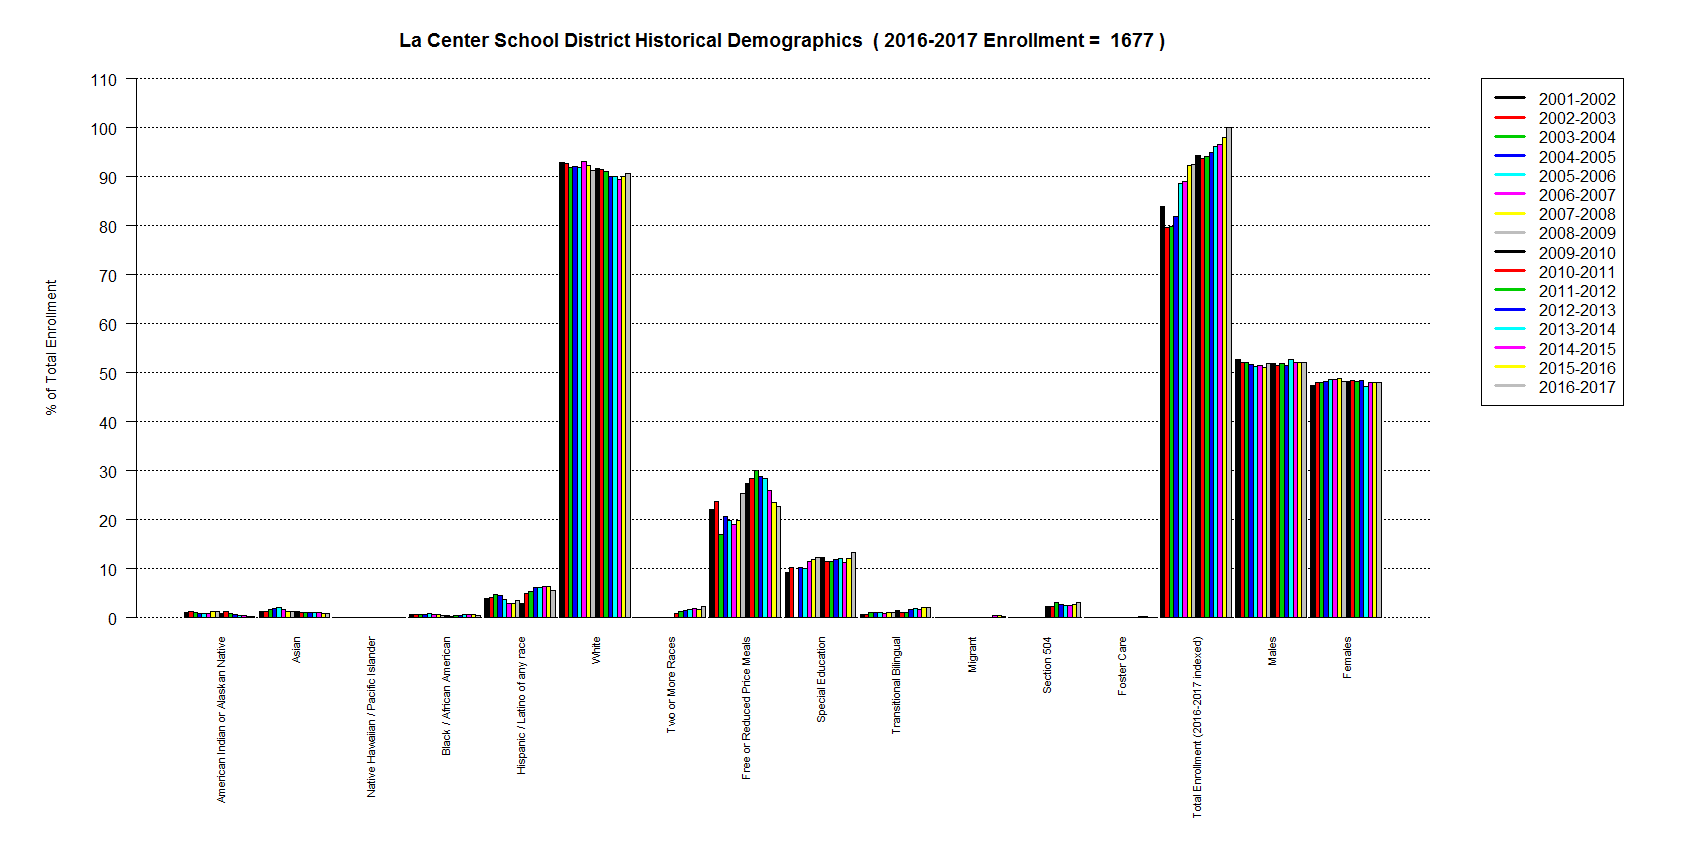 La Center School District Historical Demographics ( 2016-2017 Enrollment = 1677 )
% of Total Enrollment
110
100
90
80
70
60
50
40
30
20
10
0
American Indian or Alaskan Native
Asian
Native Hawaiian / Pacific Islander
Black / African American
Hispanic / Latino of any race
White
Two or More Races
Free or Reduced Price Meals
Special Education
Transitional Bilingual
Migrant
Section 504
Foster Care
Total Enrollment (2016-2017 indexed)
Males
Females
2001-2002
2002-2003
2003-2004
2004-2005
2005-2006
2006-2007
2007-2008
2008-2009
2009-2010
2010-2011
2011-2012
2012-2013
2013-2014
2014-2015
2015-2016
2016-2017